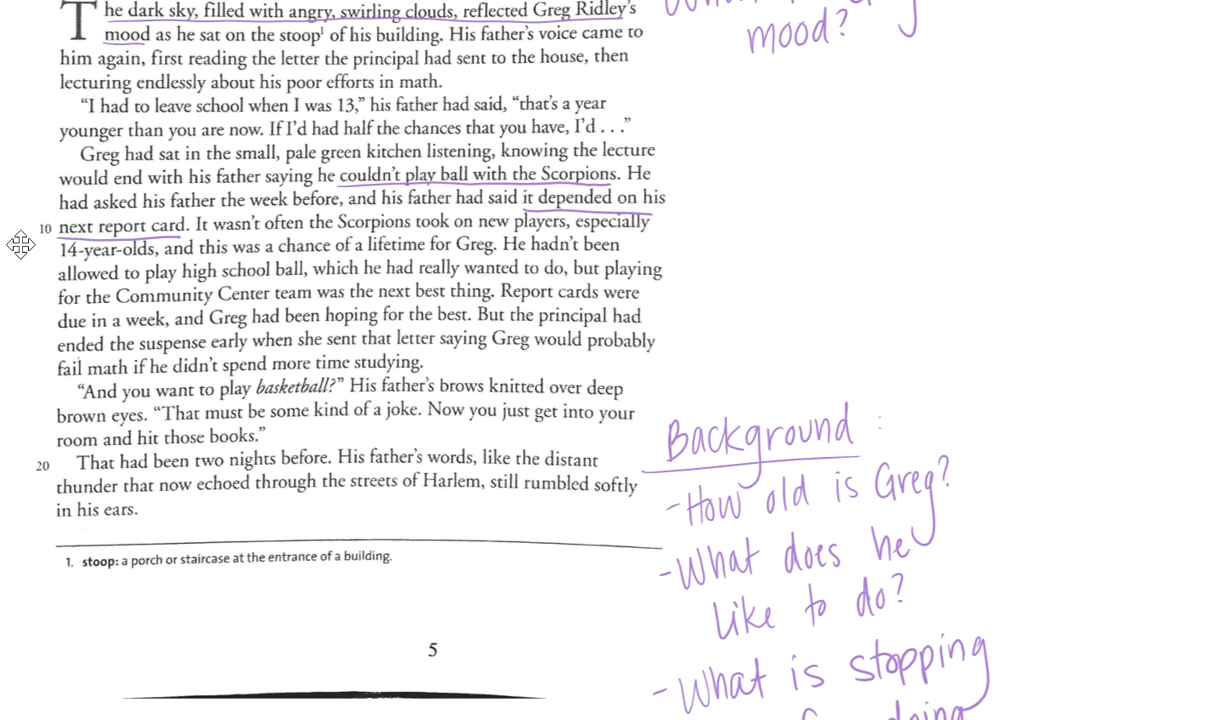 The dark sky, filled with angry, swirling clouds, reflected Greg Ridley's
mood as he sat on the stoop¹ of his building. His father's voice came to
him again, first reading the letter the principal had sent to the house, then
lecturing endlessly about his poor efforts in math.
“I had to leave school when I was 13,” his father had said, “that's a year
younger than you are now. If I'd had half the chances that you have, I'd . . .”
Greg had sat in the small, pale green kitchen listening, knowing the lecture
would end with his father saying he couldn't play ball with the Scorpions. He
had asked his father the week before, and his father had said it depended on his
10 next report card. It wasn't often the Scorpions took on new players, especially
14-year-olds, and this was a chance of a lifetime for Greg. He hadn't been
allowed to play high school ball, which he had really wanted to do, but playing
for the Community Center team was the next best thing. Report cards were
due in a week, and Greg had been hoping for the best. But the principal had
ended the suspense early when she sent that letter saying Greg would probably
fail math if he didn't spend more time studying.
“And you want to play basketball?” His father's brows knitted over deep
brown eyes. “That must be some kind of a joke. Now you just get into your
room and hit those books.”
20 That had been two nights before. His father's words, like the distant
thunder that now echoed through the streets of Harlem, still rumbled softly
in his ears.
1. stoop: a porch or staircase at the entrance of a building.
5
mood?
Background :
-How old is Greg?
-What does he
like to do?
-What is stopping